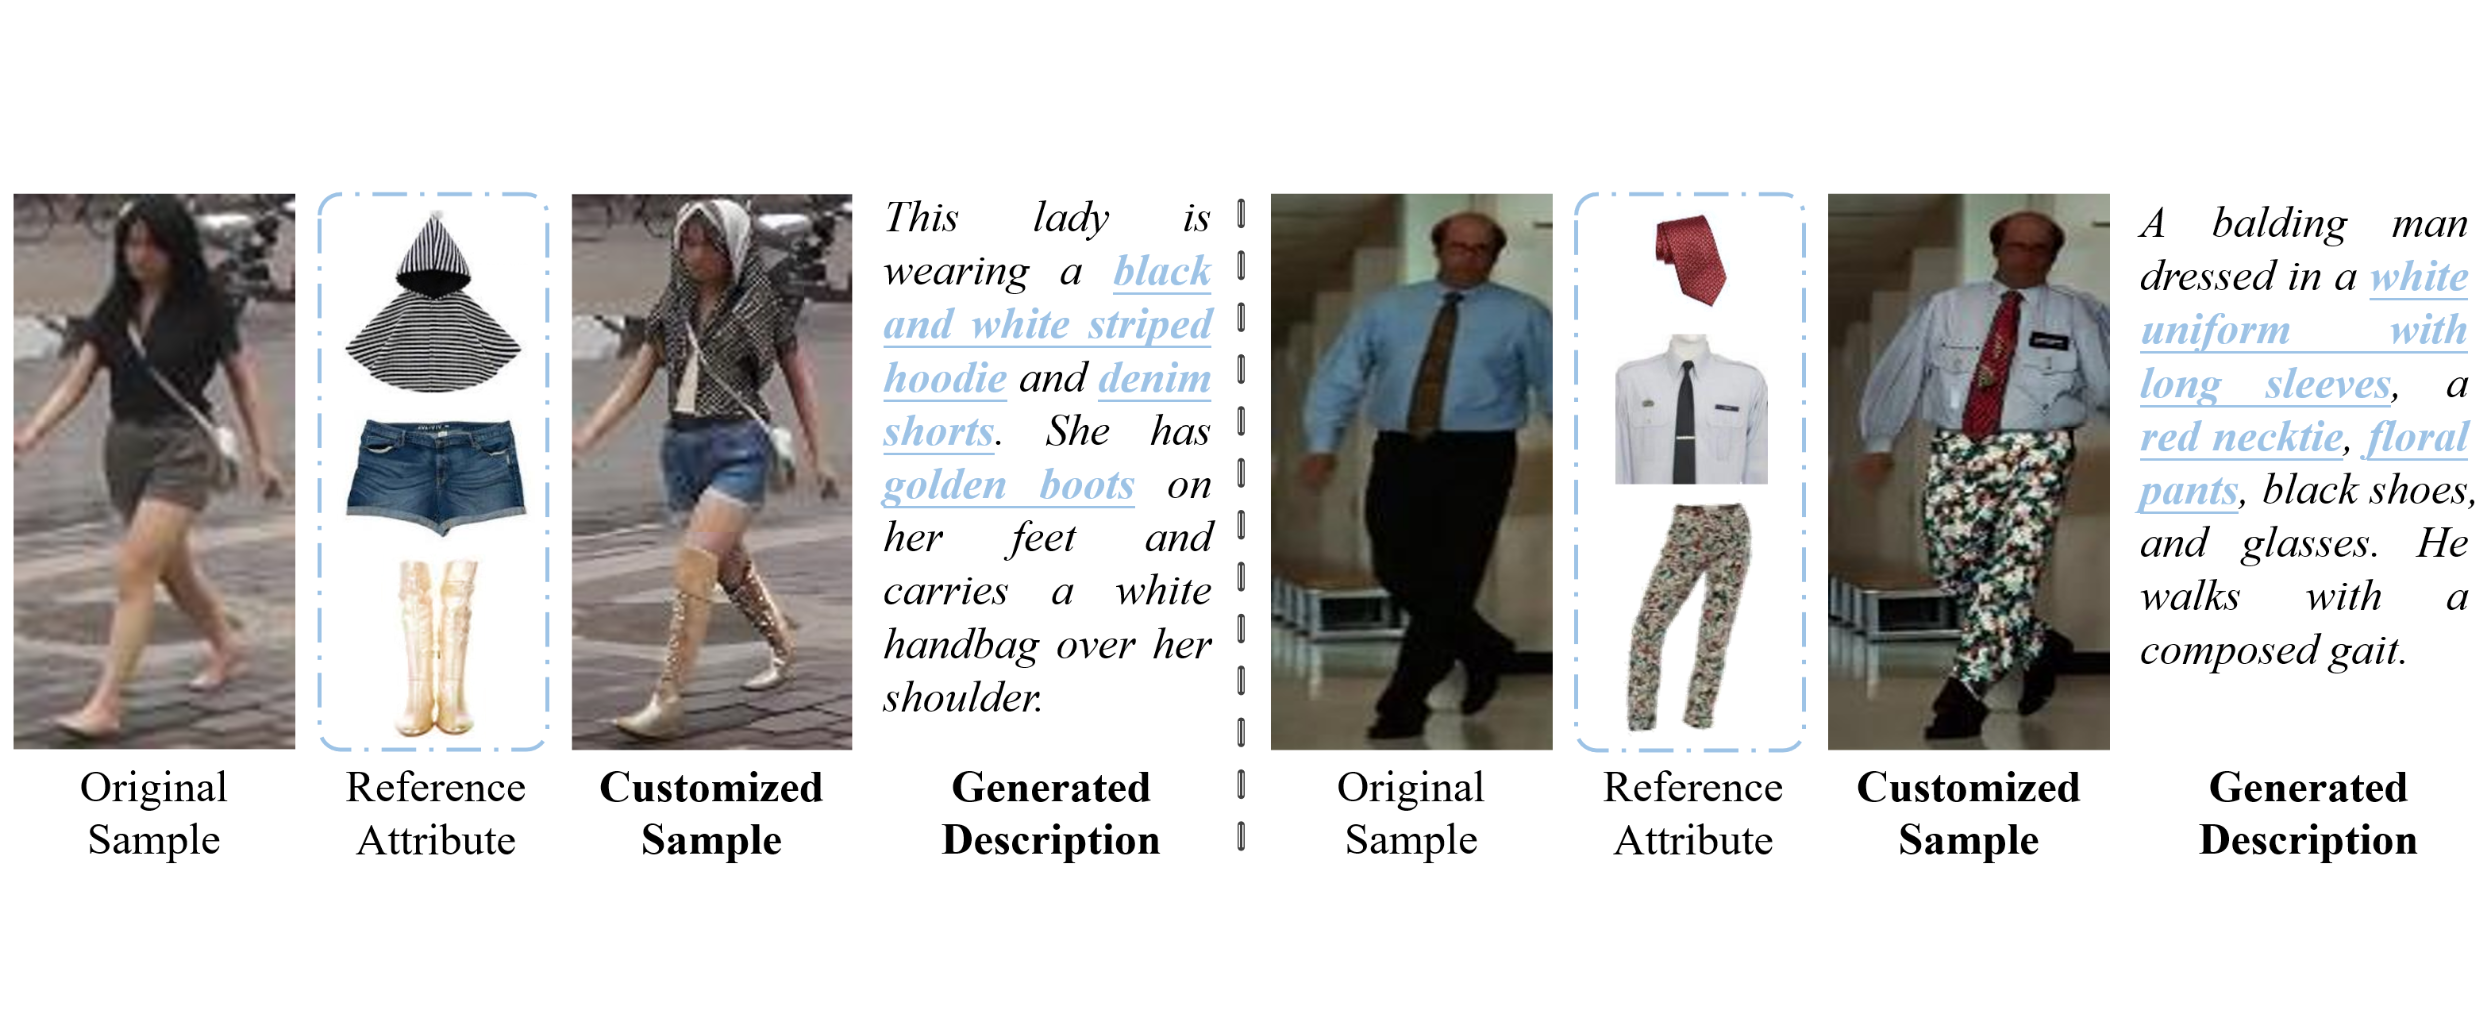 This lady is
wearing a black
and white striped
hoodie and denim
shorts. She has
golden boots on
her feet and
carries a white
handbag over her
shoulder.
Original
Sample
Reference
Attribute
Customized
Sample
Generated
Description
A balding man
dressed in a white
uniform with
long sleeves, a
red necktie, floral
pants, black shoes,
and glasses. He
walks with a
composed gait.
Original
Sample
Reference
Attribute
Customized
Sample
Generated
Description